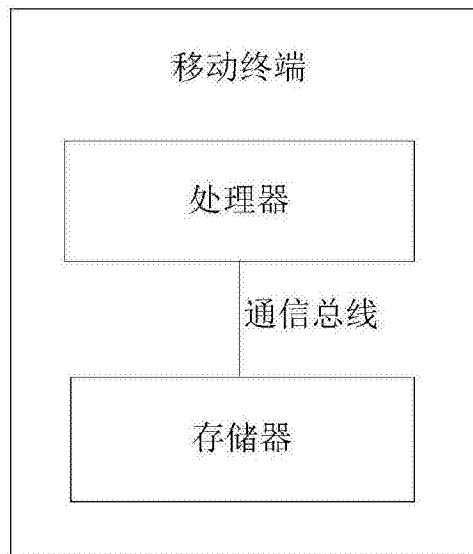 移动终端
处理器
通信总线
存储器